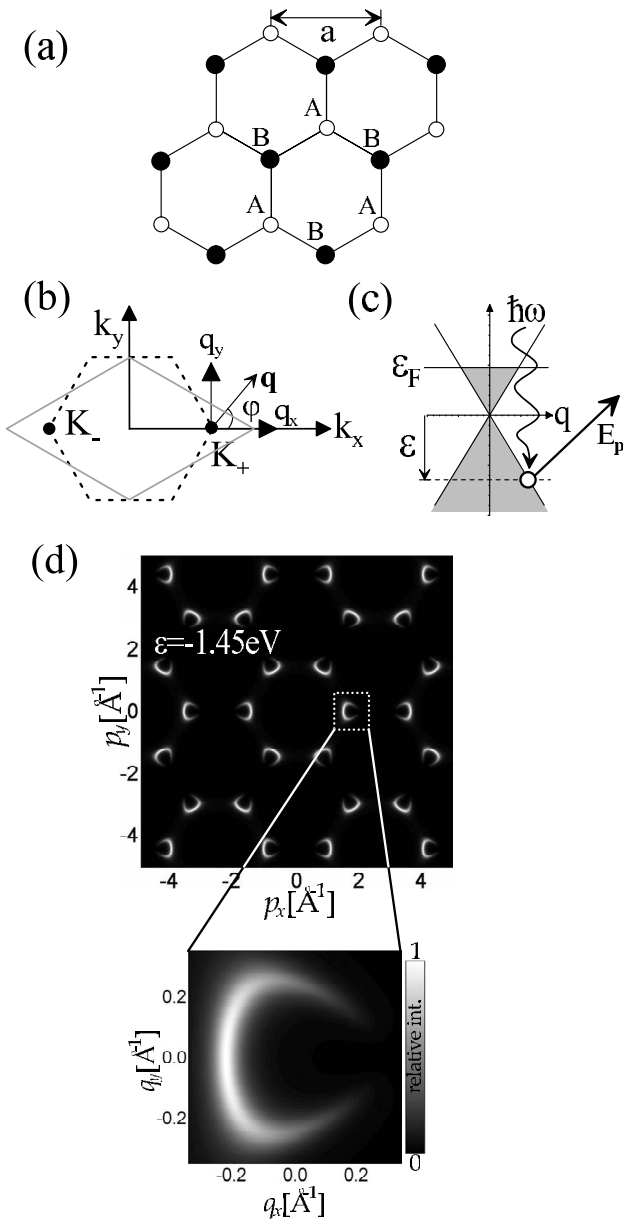 (a)
a
A
B
B
A
A
B
(b)
k_y
q_y
q
φ
q_x
k_x
K_-
K_+
(c)
ħω
ε_F
q
ε
E_p
(d)
ε=-1.45eV
4
2
0
-2
-4
p_y[Å^-1]
-4 -2 0 2 4
p_x[Å^-1]
1
relative int.
0
0.2
0.0
-0.2
q_y[Å^-1]
-0.2 0.0 0.2
q_x[Å^-1]